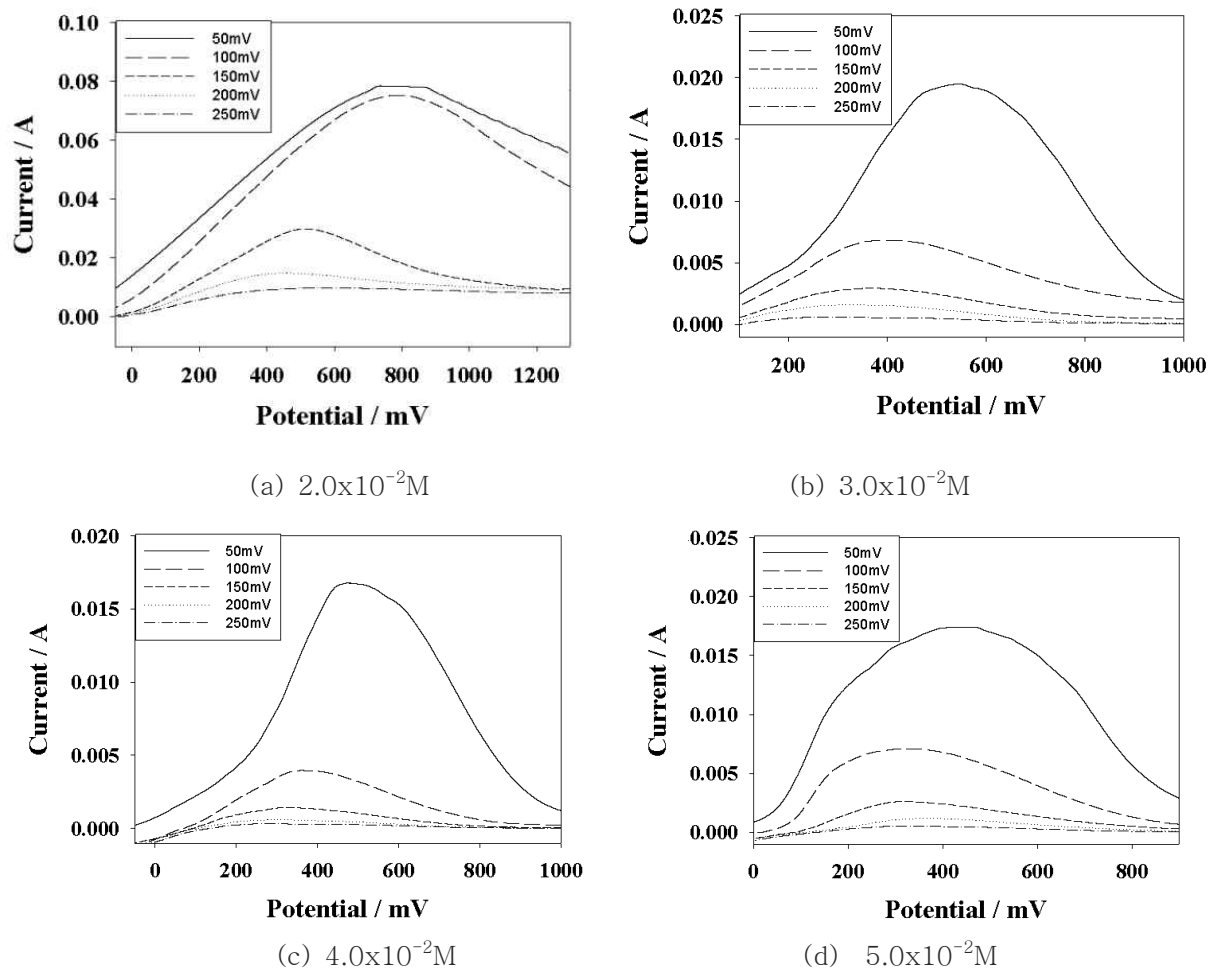 0.10
0.08
0.06
0.04
0.02
0.00
Current / A
50mV
100mV
150mV
200mV
250mV
0 200 400 600 800 1000 1200
Potential / mV
(a) 2.0x10⁻²M
0.025
0.020
0.015
0.010
0.005
0.000
Current / A
50mV
100mV
150mV
200mV
250mV
200 400 600 800 1000
Potential / mV
(b) 3.0x10⁻²M
0.020
0.015
0.010
0.005
0.000
Current / A
50mV
100mV
150mV
200mV
250mV
0 200 400 600 800 1000
Potential / mV
(c) 4.0x10⁻²M
0.025
0.020
0.015
0.010
0.005
0.000
Current / A
50mV
100mV
150mV
200mV
250mV
0 200 400 600 800
Potential / mV
(d) 5.0x10⁻²M